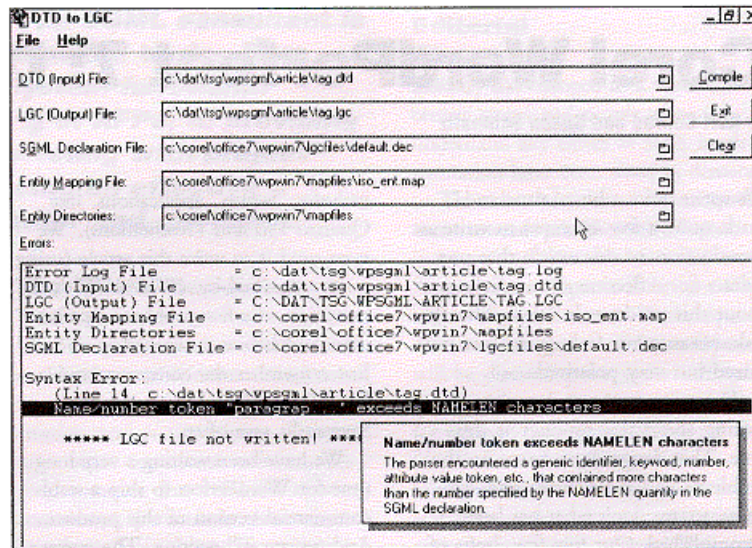 DTD to LGC
File Help
DTD (Input) File: c:\dat\tsg\wpsgml\article\tag.dtd Compile
LGC (Output) File: c:\dat\tsg\wpsgml\article\tag.lgc Exit
SGML Declaration File: c:\corel\office7\wpwin7\lgcfiles\default.dec Clear
Entity Mapping File: c:\corel\office7\wpwin7\mapfiles\iso_ent.map
Entity Directories: c:\corel\office7\wpwin7\mapfiles
Errors:
Error Log File = c:\dat\tsg\wpsgml\article\tag.log
DTD (Input) File = c:\dat\tsg\wpsgml\article\tag.dtd
LGC (Output) File = C:\DAT\TSG\WPSGML\ARTICLE\TAG.LGC
Entity Mapping File = c:\corel\office7\wpwin7\mapfiles\iso_ent.map
Entity Directories = c:\corel\office7\wpwin7\mapfiles
SGML Declaration File = c:\corel\office7\wpwin7\lgcfiles\default.dec
Syntax Error:
(Line 14, c:\dat\tsg\wpsgml\article\tag.dtd)
Name/number token "paragrap..." exceeds NAMELEN characters
***** LGC file not written! ****
Name/number token exceeds NAMELEN characters
The parser encountered a generic identifier, keyword, number,
attribute value token, etc., that contained more characters
than the number specified by the NAMELEN quantity in the
SGML declaration.